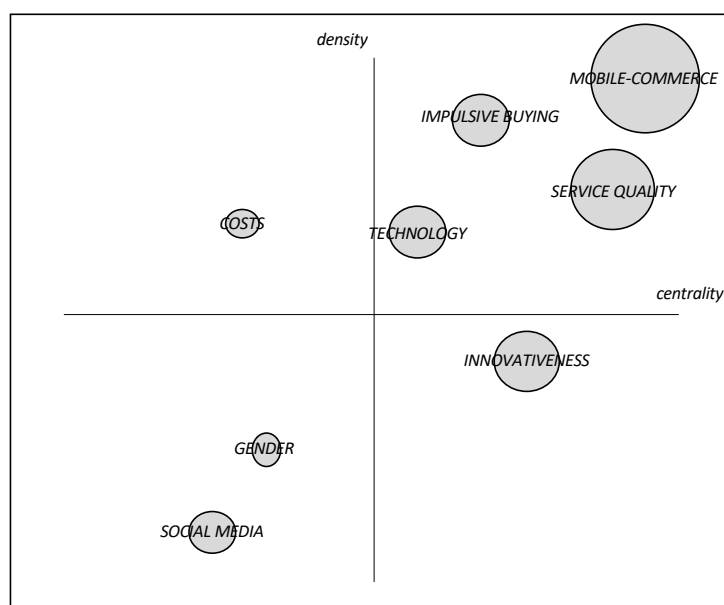 density
MOBILE-COMMERCE
IMPULSIVE BUYING
SERVICE QUALITY
COSTS
TECHNOLOGY
centrality
INNOVATIVENESS
GENDER
SOCIAL MEDIA